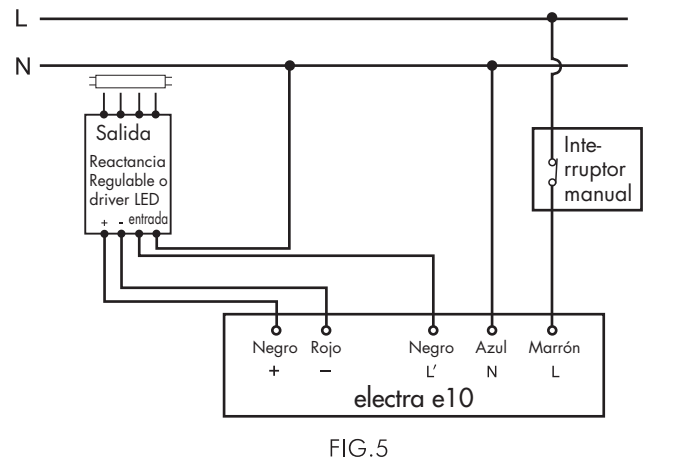 L
N
Salida
Reactancia
Regulable o
driver LED
+ - entrada
Inte-
rruptor
manual
Negro Rojo Negro Azul Marrón
+ − L' N L
electra e10
FIG.5